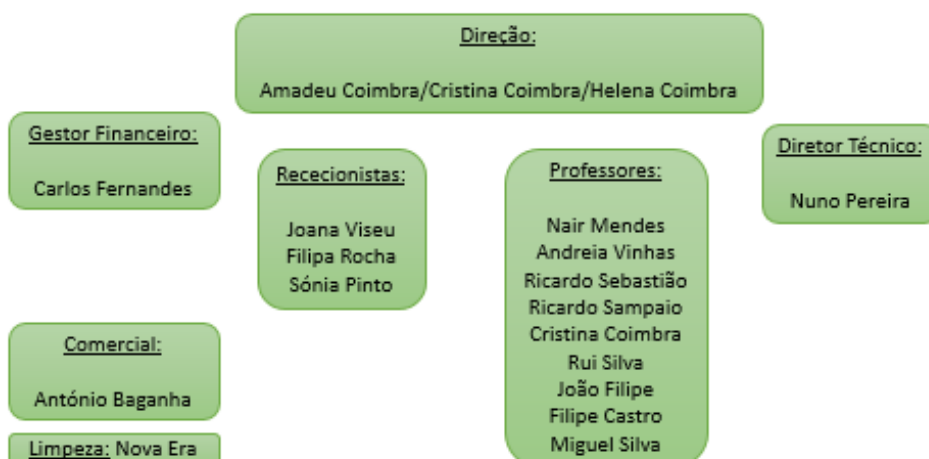 Direção:
Amadeu Coimbra/Cristina Coimbra/Helena Coimbra
Gestor Financeiro:
Carlos Fernandes
Rececionistas:
Joana Viseu
Filipa Rocha
Sónia Pinto
Professores:
Nair Mendes
Andreia Vinhas
Ricardo Sebastião
Ricardo Sampaio
Cristina Coimbra
Rui Silva
João Filipe
Filipe Castro
Miguel Silva
Diretor Técnico:
Nuno Pereira
Comercial:
António Baganha
Limpeza: Nova Era